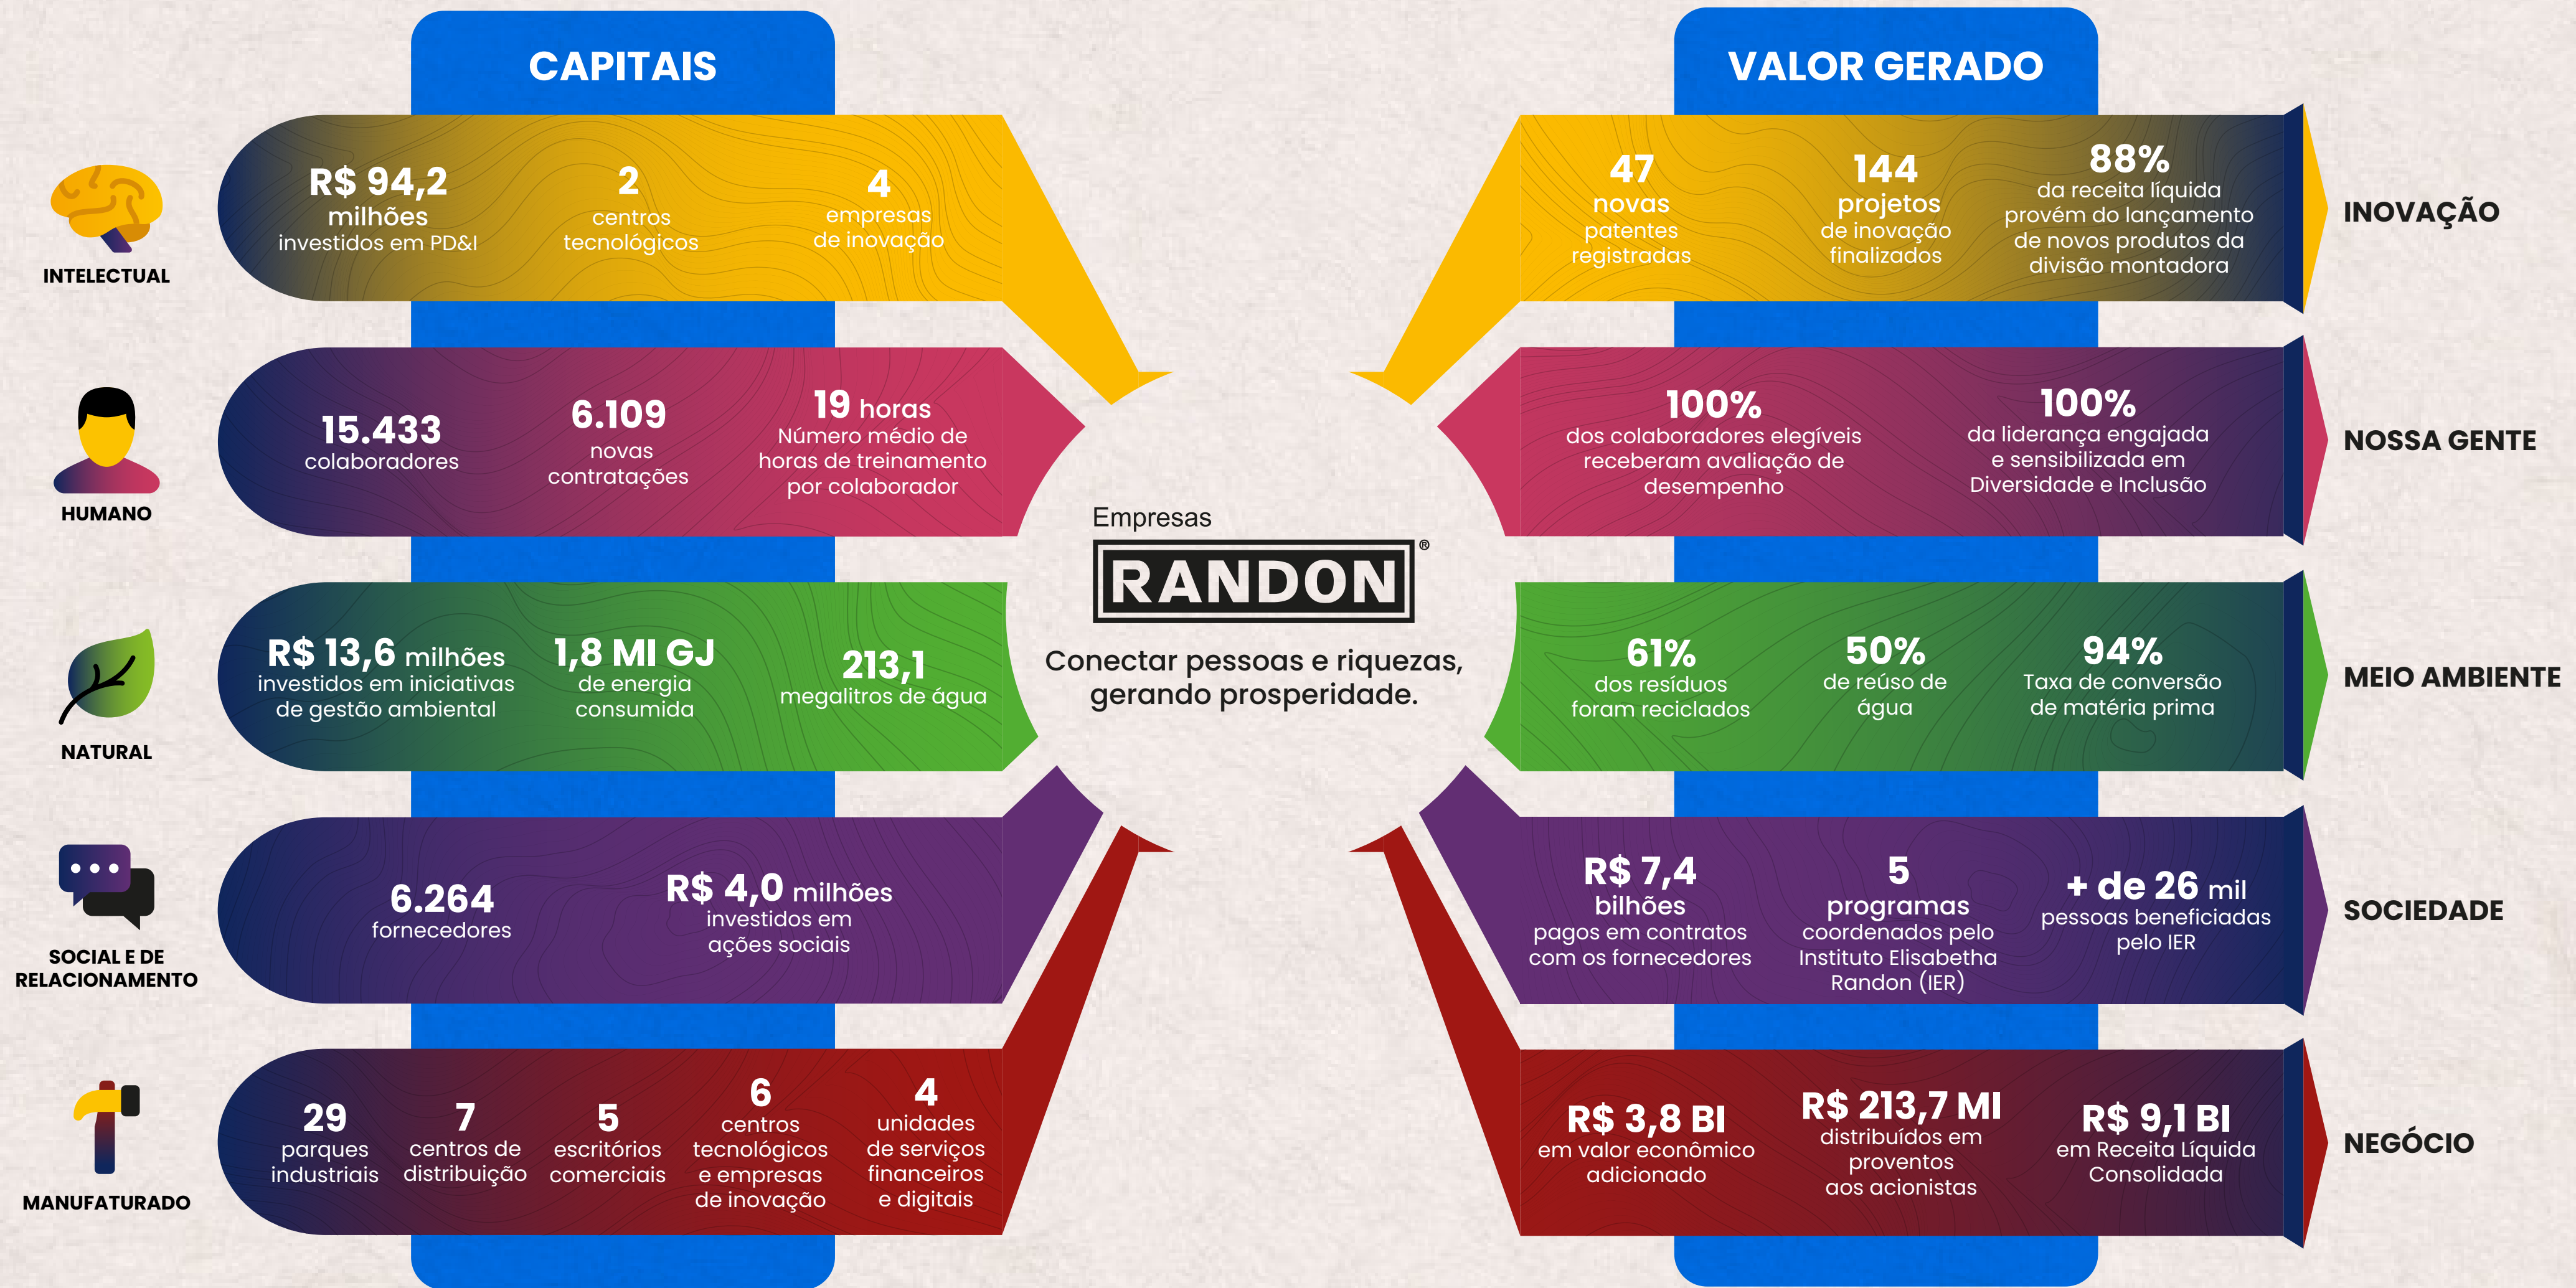 CAPITAIS
INTELECTUAL
R$ 94,2
milhões
investidos em PD&I
2
centros
tecnológicos
4
empresas
de inovação
HUMANO
15.433
colaboradores
6.109
novas
contratações
19 horas
Número médio de
horas de treinamento
por colaborador
NATURAL
R$ 13,6 milhões
investidos em iniciativas
de gestão ambiental
1,8 MI GJ
de energia
consumida
213,1
megalitros de água
SOCIAL E DE
RELACIONAMENTO
6.264
fornecedores
R$ 4,0 milhões
investidos em
ações sociais
MANUFATURADO
29
parques
industriais
7
centros de
distribuição
5
escritórios
comerciais
6
centros
tecnológicos
e empresas
de inovação
4
unidades
de serviços
financeiros
e digitais
Empresas
RANDON®
Conectar pessoas e riquezas,
gerando prosperidade.
VALOR GERADO
47
novas
patentes
registradas
144
projetos
de inovação
finalizados
88%
da receita líquida
provém do lançamento
de novos produtos da
divisão montadora
INOVAÇÃO
100%
dos colaboradores elegíveis
receberam avaliação de
desempenho
100%
da liderança engajada
e sensibilizada em
Diversidade e Inclusão
NOSSA GENTE
61%
dos resíduos
foram reciclados
50%
de reúso de
água
94%
Taxa de conversão
de matéria prima
MEIO AMBIENTE
R$ 7,4
bilhões
pagos em contratos
com os fornecedores
5
programas
coordenados pelo
Instituto Elisabetha
Randon (IER)
+ de 26 mil
pessoas beneficiadas
pelo IER
SOCIEDADE
R$ 3,8 BI
em valor econômico
adicionado
R$ 213,7 MI
distribuídos em
proventos
aos acionistas
R$ 9,1 BI
em Receita Líquida
Consolidada
NEGÓCIO